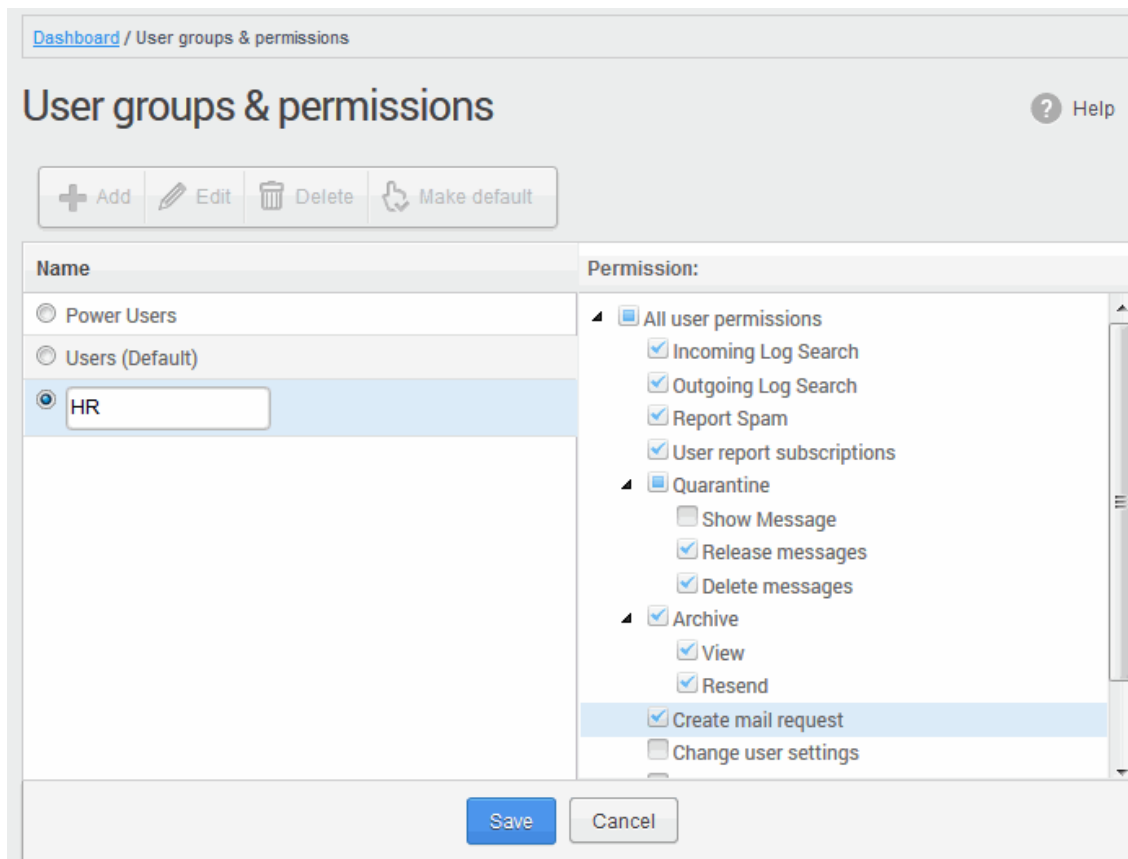 Dashboard / User groups & permissions
User groups & permissions
Help
Add Edit Delete Make default
Name
Permission:
Power Users
All user permissions
Incoming Log Search
Users (Default)
Outgoing Log Search
HR
Report Spam
User report subscriptions
Quarantine
Show Message
Release messages
Delete messages
Archive
View
Resend
Create mail request
Change user settings
Save Cancel